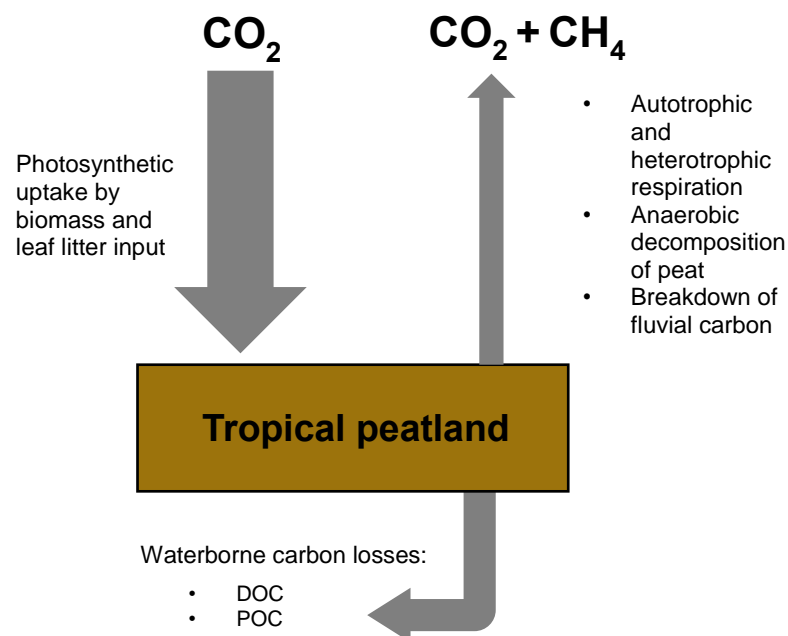 CO₂
CO₂ + CH₄
Photosynthetic
uptake by
biomass and
leaf litter input
• Autotrophic
and
heterotrophic
respiration
• Anaerobic
decomposition
of peat
• Breakdown of
fluvial carbon
Tropical peatland
Waterborne carbon losses:
• DOC
• POC